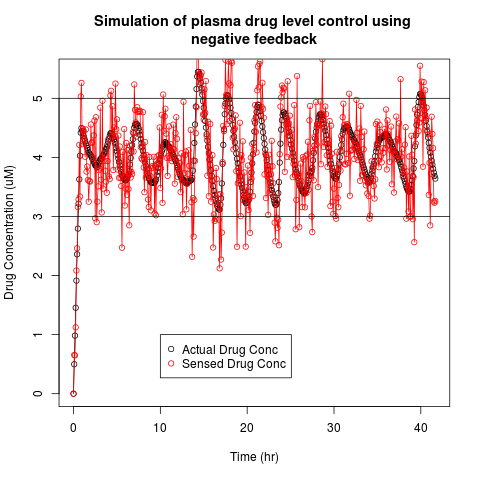 Simulation of plasma drug level control using
negative feedback
Drug Concentration (uM)
5
4
3
2
1
0
Actual Drug Conc
Sensed Drug Conc
0 10 20 30 40
Time (hr)